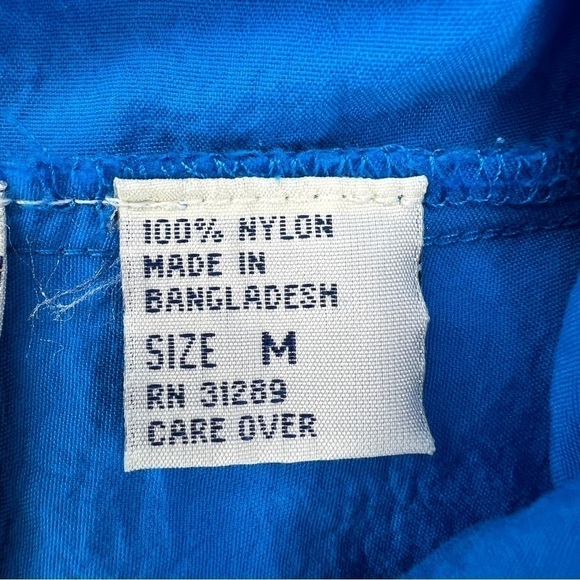 100% NYLON
MADE IN
BANGLADESH
SIZE M
RN 31289
CARE OVER